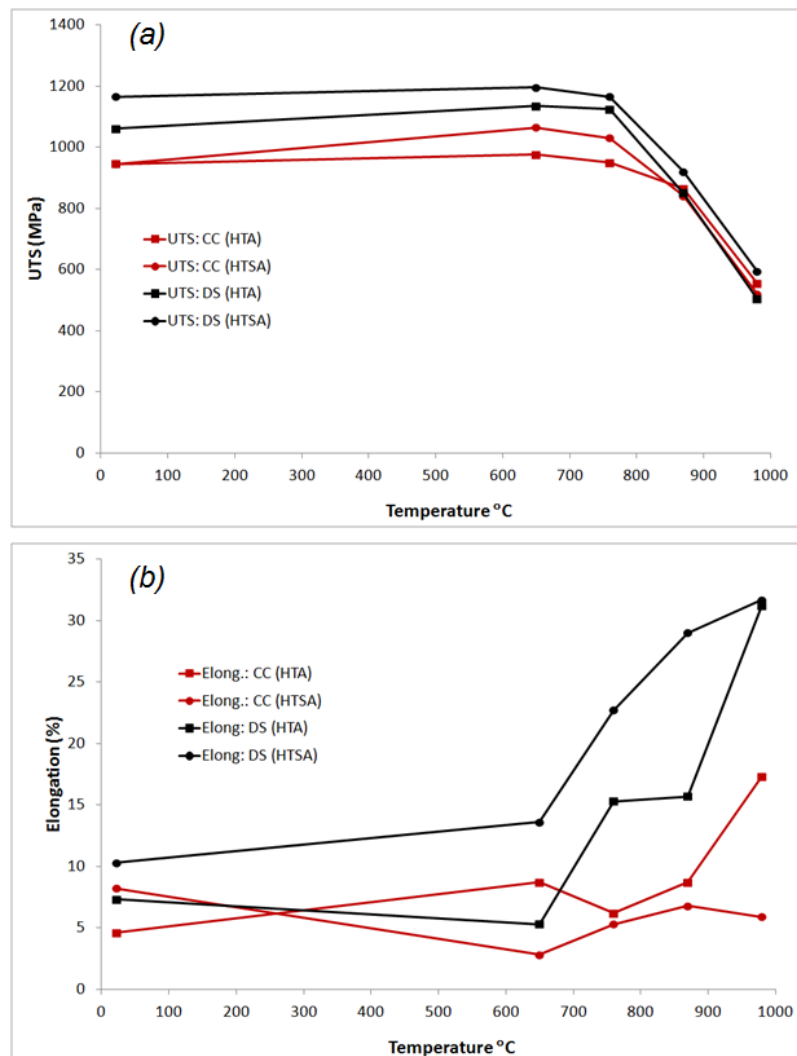 (a)
1400
1200
1000
800
600
400
200
0
UTS (MPa)
UTS: CC (HTA)
UTS: CC (HTSA)
UTS: DS (HTA)
UTS: DS (HTSA)
0 100 200 300 400 500 600 700 800 900 1000
Temperature ºC
(b)
35
30
25
20
15
10
5
0
Elongation (%)
Elong.: CC (HTA)
Elong.: CC (HTSA)
Elong: DS (HTA)
Elong: DS (HTSA)
0 100 200 300 400 500 600 700 800 900 1000
Temperature ºC